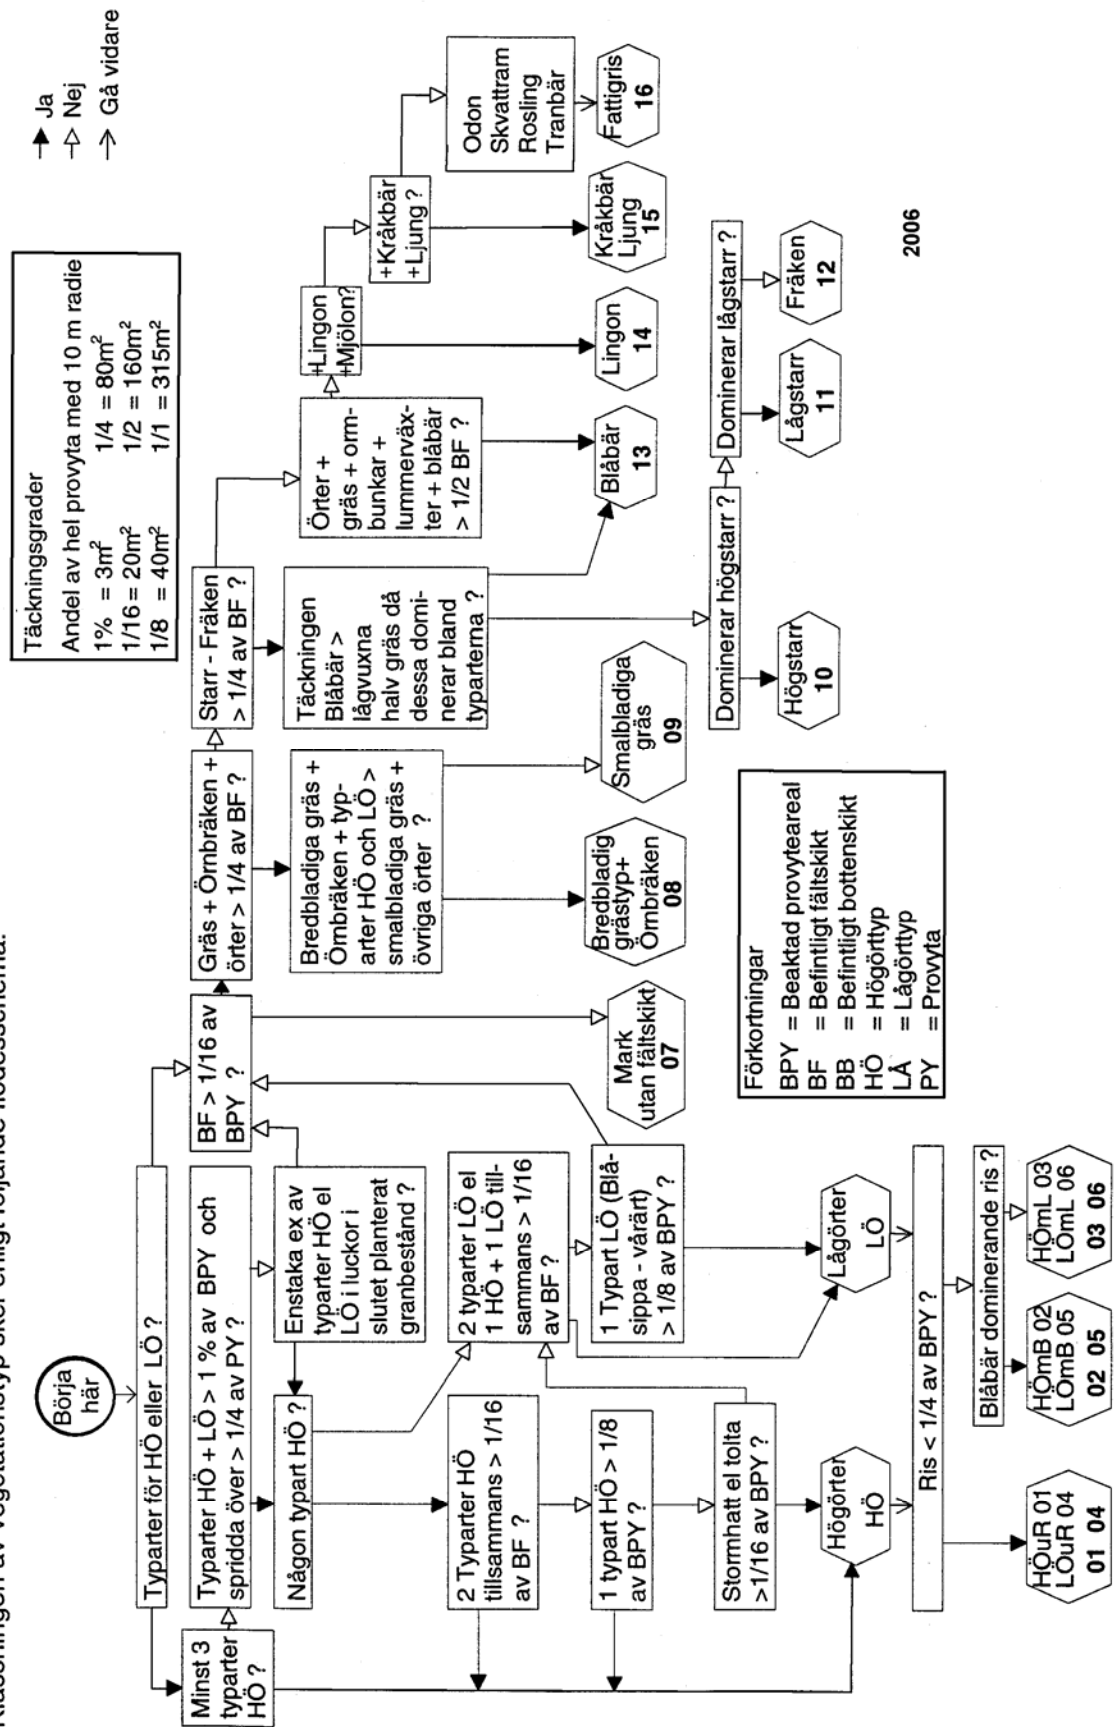 Klassningen av vegetationstyp sker enligt följande flödesschema:
Börja
här
Ja
Nej
Gå vidare
Täckningsgrader
Andel av hel provyta med 10 m radie
1% = 3m² 1/4 = 80m²
1/16 = 20m² 1/2 = 160m²
1/8 = 40m² 1/1 = 315m²
Typarter för HÖ eller LÖ ?
Minst 3
typarter
HÖ ?
Typarter HÖ + LÖ > 1 % av BPY och
spridda över > 1/4 av PY ?
BF > 1/16 av
BPY ?
Gräs + Örnbräken +
örter > 1/4 av BF ?
Starr - Fräken
> 1/4 av BF ?
Någon typart HÖ ?
Enstaka ex av
typarter HÖ el
LÖ i luckor i
slutet planterat
granbestånd ?
Bredbladiga gräs +
Örnbräken + typ-
arter HÖ och LÖ >
smalbladiga gräs +
övriga örter ?
Täckningen
Blåbär >
lågvuxna
halv gräs då
dessa domi-
nerar bland
typarterna ?
Örter +
gräs + orm-
bunkar +
lummerväx-
ter + blåbär
> 1/2 BF ?
+Lingon
+Mjölon?
+Kråkbär
+Ljung ?
Odon
Skvattram
Rosling
Tranbär
2 Typarter HÖ
tillsammans > 1/16
av BF ?
2 typarter LÖ el
1 HÖ + 1 LÖ till-
sammans > 1/16
av BF ?
1 typart HÖ > 1/8
av BPY ?
1 Typart LÖ (Blå-
sippa - vårärt)
> 1/8 av BPY ?
Mark
utan fältskikt
07
Bredbladig
grästyp+
Örnbräken
08
Smalbladiga
gräs
09
Blåbär
13
Lingon
14
Kråkbär
Ljung
15
Fattigris
16
Stormhatt el tolta
>1/16 av BPY ?
Dominerar högstarr ?
Dominerar lågstarr ?
Högörter
HÖ
Lågörter
LÖ
Högstarr
10
Lågstarr
11
Fräken
12
Förkortningar
BPY = Beaktad provyteareal
BF = Befintligt fältskikt
BB = Befintligt bottenskikt
HÖ = Högörttyp
LÅ = Lågörttyp
PY = Provyta
Ris < 1/4 av BPY ?
Blåbär dominerande ris ?
HÖuR 01
LÖuR 04
01 04
HÖmB 02
LÖmB 05
02 05
HÖmL 03
LÖmL 06
03 06
2006